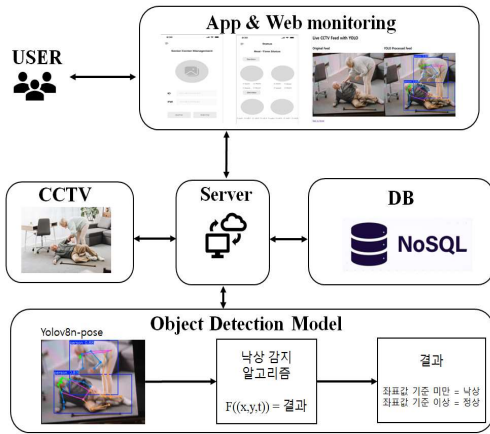 App & Web monitoring
USER
Live CCTV Feed with YOLO
Original Feed
YOLO Processed Feed
CCTV
Server
DB
NoSQL
Object Detection Model
Yolov8n-pose
낙상 감지
알고리즘
F((x,y,t)) = 결과
결과
좌표값 기준 미만 = 낙상
좌표값 기준 이상 = 정상